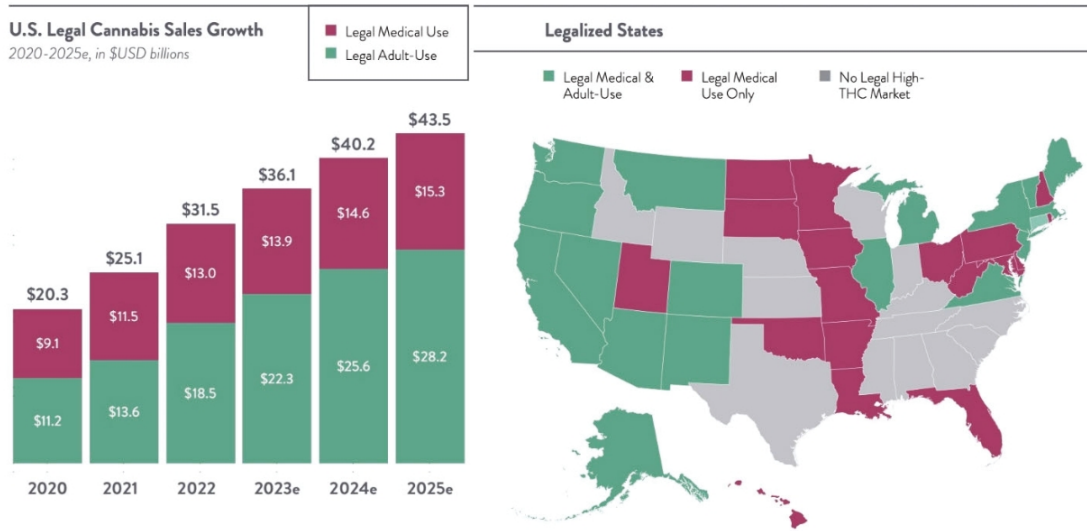 U.S. Legal Cannabis Sales Growth
2020-2025e, in $USD billions
Legal Medical Use
Legal Adult-Use
$20.3
$9.1
$11.2
2020
$25.1
$11.5
$13.6
2021
$31.5
$13.0
$18.5
2022
$36.1
$13.9
$22.3
2023e
$40.2
$14.6
$25.6
2024e
$43.5
$15.3
$28.2
2025e
Legalized States
Legal Medical &
Adult-Use
Legal Medical
Use Only
No Legal High-
THC Market